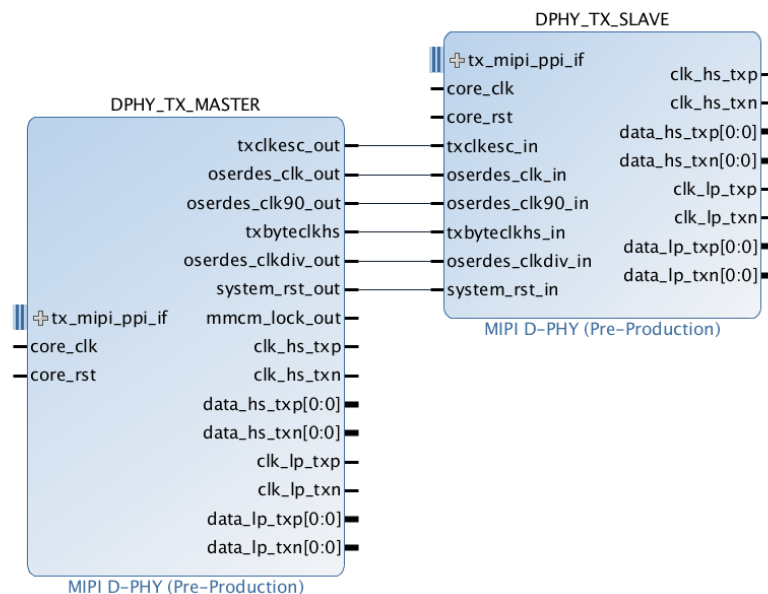 DPHY_TX_SLAVE
tx_mipi_ppi_if
core_clk
core_rst
txclkesc_in
oserdes_clk_in
oserdes_clk90_in
txbyteclkhs_in
oserdes_clkdiv_in
system_rst_in
clk_hs_txp
clk_hs_txn
data_hs_txp[0:0]
data_hs_txn[0:0]
clk_lp_txp
clk_lp_txn
data_lp_txp[0:0]
data_lp_txn[0:0]
MIPI D-PHY (Pre-Production)
DPHY_TX_MASTER
tx_mipi_ppi_if
core_clk
core_rst
txclkesc_out
oserdes_clk_out
oserdes_clk90_out
txbyteclkhs
oserdes_clkdiv_out
system_rst_out
mmcm_lock_out
clk_hs_txp
clk_hs_txn
data_hs_txp[0:0]
data_hs_txn[0:0]
clk_lp_txp
clk_lp_txn
data_lp_txp[0:0]
data_lp_txn[0:0]
MIPI D-PHY (Pre-Production)